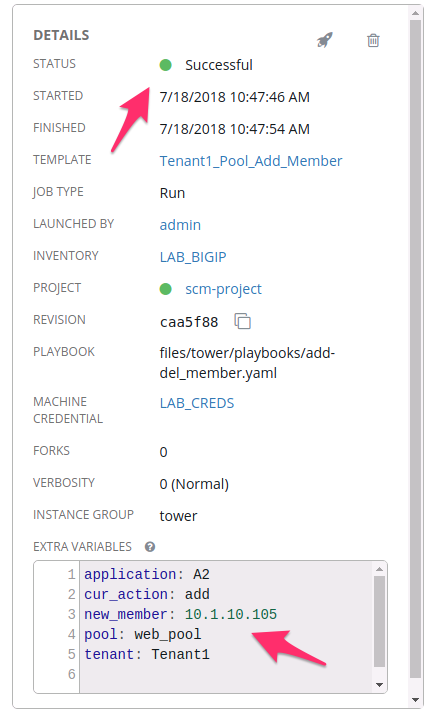 DETAILS
STATUS Successful
STARTED 7/18/2018 10:47:46 AM
FINISHED 7/18/2018 10:47:54 AM
TEMPLATE Tenant1_Pool_Add_Member
JOB TYPE Run
LAUNCHED BY admin
INVENTORY LAB_BIGIP
PROJECT scm-project
REVISION caa5f88
PLAYBOOK files/tower/playbooks/add-
del_member.yaml
MACHINE LAB_CREDS
CREDENTIAL
FORKS 0
VERBOSITY 0 (Normal)
INSTANCE GROUP tower
EXTRA VARIABLES ?
1 application: A2
2 cur_action: add
3 new_member: 10.1.10.105
4 pool: web_pool
5 tenant: Tenant1
6